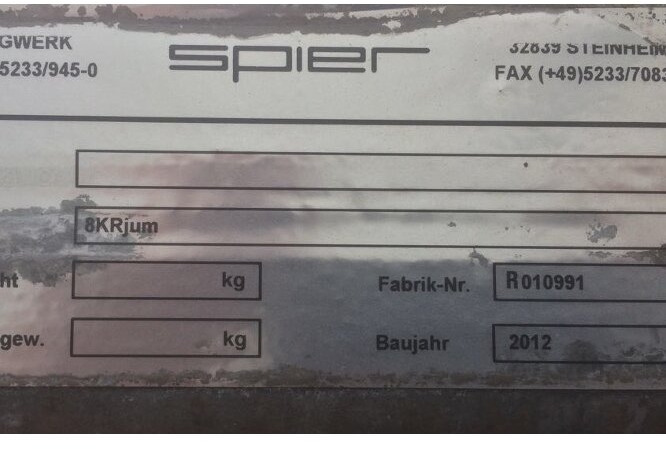 GWERK
5233/945-0
spier
32839 STEINHEIM
FAX (+49)5233/7083
8KRjum
ht kg Fabrik-Nr. R010991
gew. kg Baujahr 2012